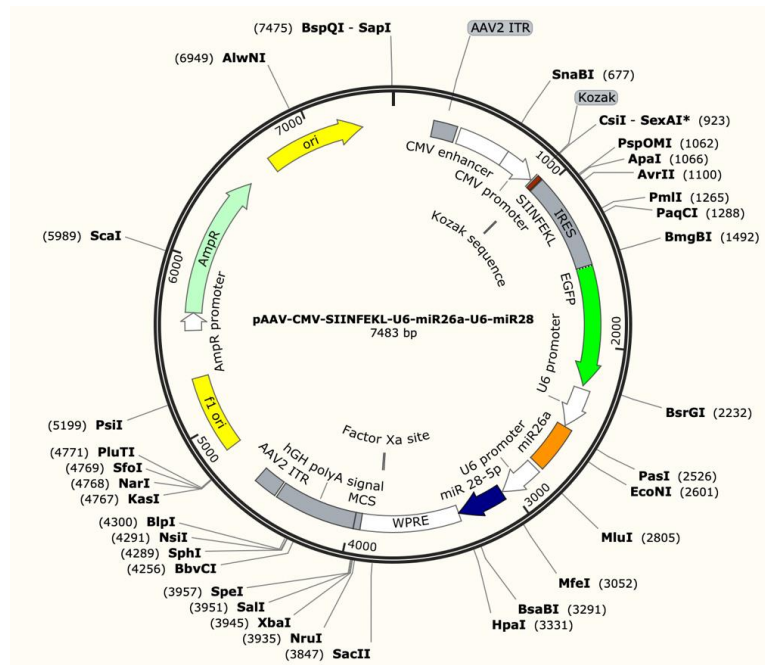 (7475) BspQI - SapI
AAV2 ITR
(6949) AlwNI
SnaBI (677)
Kozak
CsiI - SexAI* (923)
PspOMI (1062)
ApaI (1066)
AvrII (1100)
PmlI (1265)
PaqCI (1288)
BmgBI (1492)
7000
1000
ori
CMV enhancer
CMV promoter
SIINFEKL
IRES
Kozak sequence
(5989) ScaI
6000
AmpR
AmpR promoter
EGFP
pAAV-CMV-SIINFEKL-U6-miR26a-U6-miR28
7483 bp
2000
U6 promoter
BsrGI (2232)
f1 ori
miR26a
Factor Xa site
U6 promoter
(5199) PsiI
5000
(4771) PluTI
(4769) SfoI
(4768) NarI
(4767) KasI
AAV2 ITR
hGH polyA signal
MCS
WPRE
miR 28-5p
PasI (2526)
EcoNI (2601)
3000
4000
MluI (2805)
(4300) BlpI
(4291) NsiI
(4289) SphI
(4256) BbvCI
MfeI (3052)
(3957) SpeI
(3951) SalI
(3945) XbaI
(3935) NruI
(3847) SacII
BsaBI (3291)
HpaI (3331)